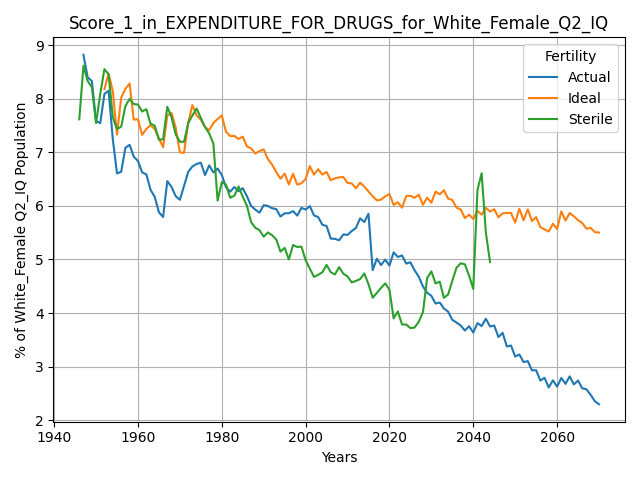 Score_1_in_EXPENDITURE_FOR_DRUGS_for_White_Female_Q2_IQ
% of White_Female Q2_IQ Population
9
8
7
6
5
4
3
2
Fertility
Actual
Ideal
Sterile
1940
1960
1980
2000
2020
2040
2060
Years